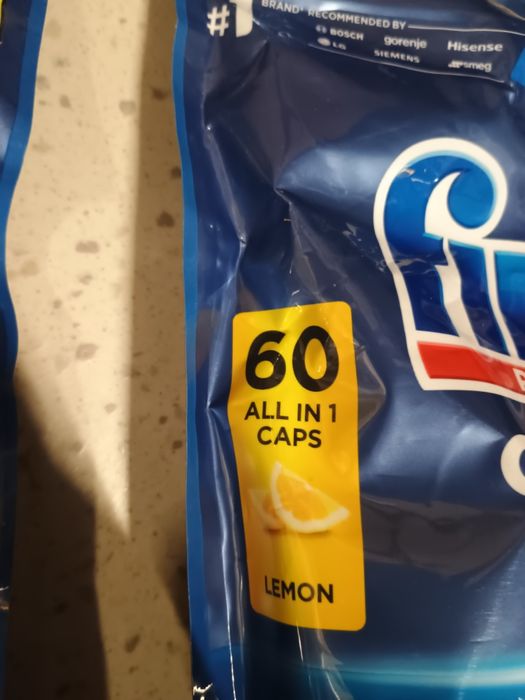 #1
BRAND* RECOMMENDED BY
BOSCH gorenje Hisense
LG SIEMENS smeg
60
ALL IN 1
CAPS
LEMON